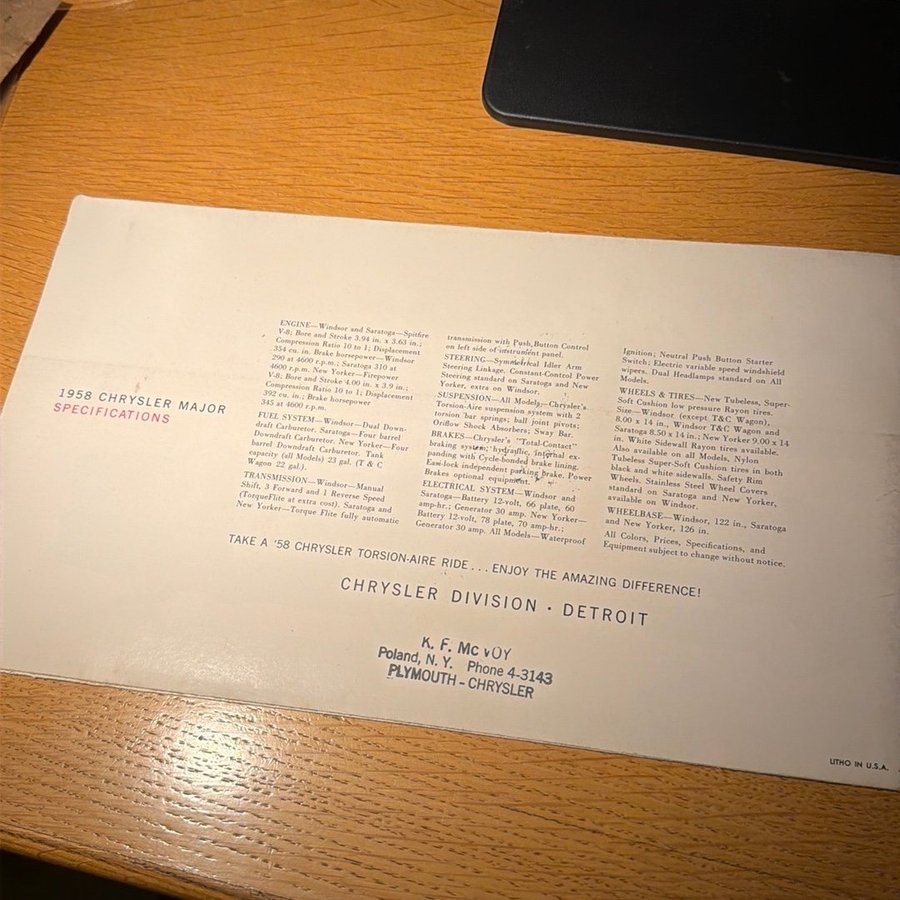 1958 CHRYSLER MAJOR
SPECIFICATIONS
ENGINE—Windsor and Saratoga—Spitfire
V-8; Bore and Stroke 3.94 in. x 3.63 in.;
Compression Ratio 10 to 1; Displacement
354 cu. in. Brake horsepower—Windsor
290 at 4600 r.p.m.; Saratoga 310 at
4600 r.p.m. New Yorker—Firepower
V-8; Bore and Stroke 4.00 in. x 3.9 in.;
Compression Ratio 10 to 1; Displacement
392 cu. in.; Brake horsepower
345 at 4600 r.p.m.
FUEL SYSTEM—Windsor—Dual Down-
draft Carburetor. Saratoga—Four barrel
Downdraft Carburetor. New Yorker—Four
barrel Downdraft Carburetor. Tank
capacity (all Models) 23 gal. (T & C
Wagon 22 gal.).
TRANSMISSION—Windsor—Manual
Shift, 3 Forward and 1 Reverse Speed
(TorqueFlite at extra cost). Saratoga and
New Yorker—Torque Flite fully automatic
transmission with Push Button Control
on left side of instrument panel.
STEERING—Symmetrical Idler Arm
Steering Linkage. Constant-Control Power
Steering standard on Saratoga and New
Yorker, extra on Windsor.
SUSPENSION—All Models—Chrysler's
Torsion-Aire suspension system with 2
torsion bar springs; ball joint pivots;
Oriflow Shock Absorbers; Sway Bar.
BRAKES—Chrysler's "Total-Contact"
braking system; hydraulic, internal ex-
panding with Cycle-bonded brake lining.
Easi-lock independent parking brake. Power
Brakes optional equipment.
ELECTRICAL SYSTEM—Windsor and
Saratoga—Battery 12-volt, 66 plate, 60
amp-hr.; Generator 30 amp. New Yorker—
Battery 12-volt, 78 plate, 70 amp-hr.;
Generator 30 amp. All Models—Waterproof
Ignition; Neutral Push Button Starter
Switch; Electric variable speed windshield
wipers. Dual Headlamps standard on All
Models.
WHEELS & TIRES—New Tubeless, Super-
Soft Cushion low pressure Rayon tires.
Size—Windsor, (except T&C Wagon),
8.00 x 14 in., Windsor T&C Wagon and
Saratoga 8.50 x 14 in.; New Yorker 9.00 x 14
in. White Sidewall Rayon tires available.
Also available on all Models, Nylon
Tubeless Super-Soft Cushion tires in both
black and white sidewalls. Safety Rim
Wheels. Stainless Steel Wheel Covers
standard on Saratoga and New Yorker,
available on Windsor.
WHEELBASE—Windsor, 122 in., Saratoga
and New Yorker, 126 in.
All Colors, Prices, Specifications, and
Equipment subject to change without notice.
TAKE A '58 CHRYSLER TORSION-AIRE RIDE . . . ENJOY THE AMAZING DIFFERENCE!
CHRYSLER DIVISION • DETROIT
K. F. McVOY
Poland, N. Y. Phone 4-3143
PLYMOUTH - CHRYSLER
LITHO IN U.S.A.